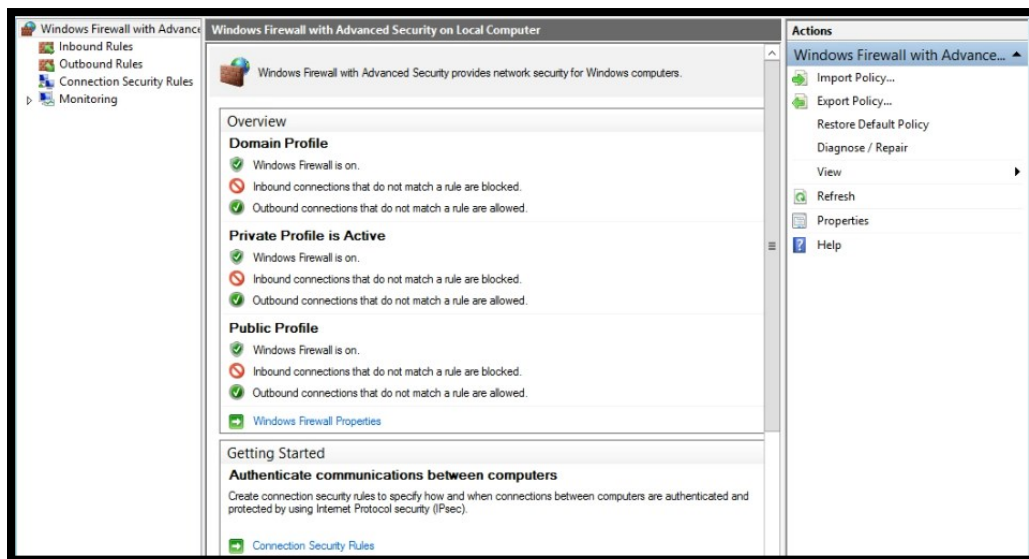 Windows Firewall with Advance
Inbound Rules
Outbound Rules
Connection Security Rules
Monitoring
Windows Firewall with Advanced Security on Local Computer
Windows Firewall with Advanced Security provides network security for Windows computers.
Overview
Domain Profile
Windows Firewall is on.
Inbound connections that do not match a rule are blocked.
Outbound connections that do not match a rule are allowed.
Private Profile is Active
Windows Firewall is on.
Inbound connections that do not match a rule are blocked.
Outbound connections that do not match a rule are allowed.
Public Profile
Windows Firewall is on.
Inbound connections that do not match a rule are blocked.
Outbound connections that do not match a rule are allowed.
Windows Firewall Properties
Getting Started
Authenticate communications between computers
Create connection security rules to specify how and when connections between computers are authenticated and
protected by using Internet Protocol security (IPsec).
Connection Security Rules
Actions
Windows Firewall with Advance...
Import Policy...
Export Policy...
Restore Default Policy
Diagnose / Repair
View
Refresh
Properties
Help